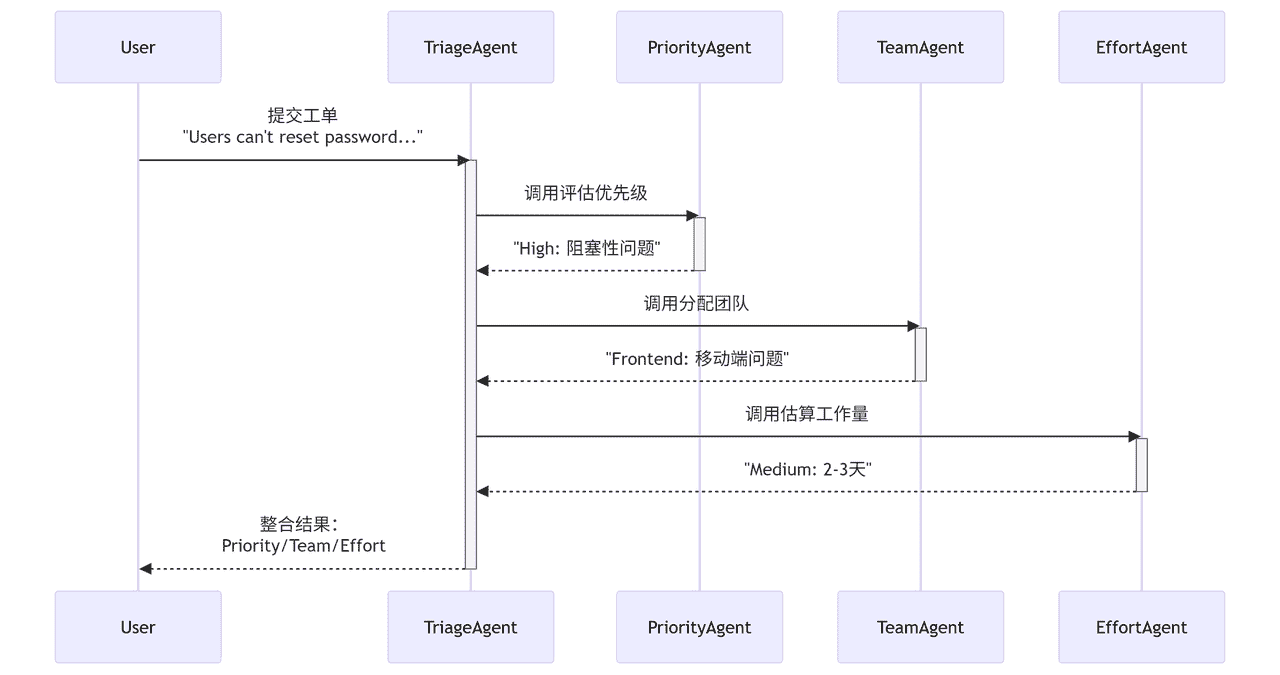 User
TriageAgent
PriorityAgent
TeamAgent
EffortAgent
提交工单
"Users can't reset password..."
调用评估优先级
"High: 阻塞性问题"
调用分配团队
"Frontend: 移动端问题"
调用估算工作量
"Medium: 2-3天"
整合结果：
Priority/Team/Effort
User
TriageAgent
PriorityAgent
TeamAgent
EffortAgent